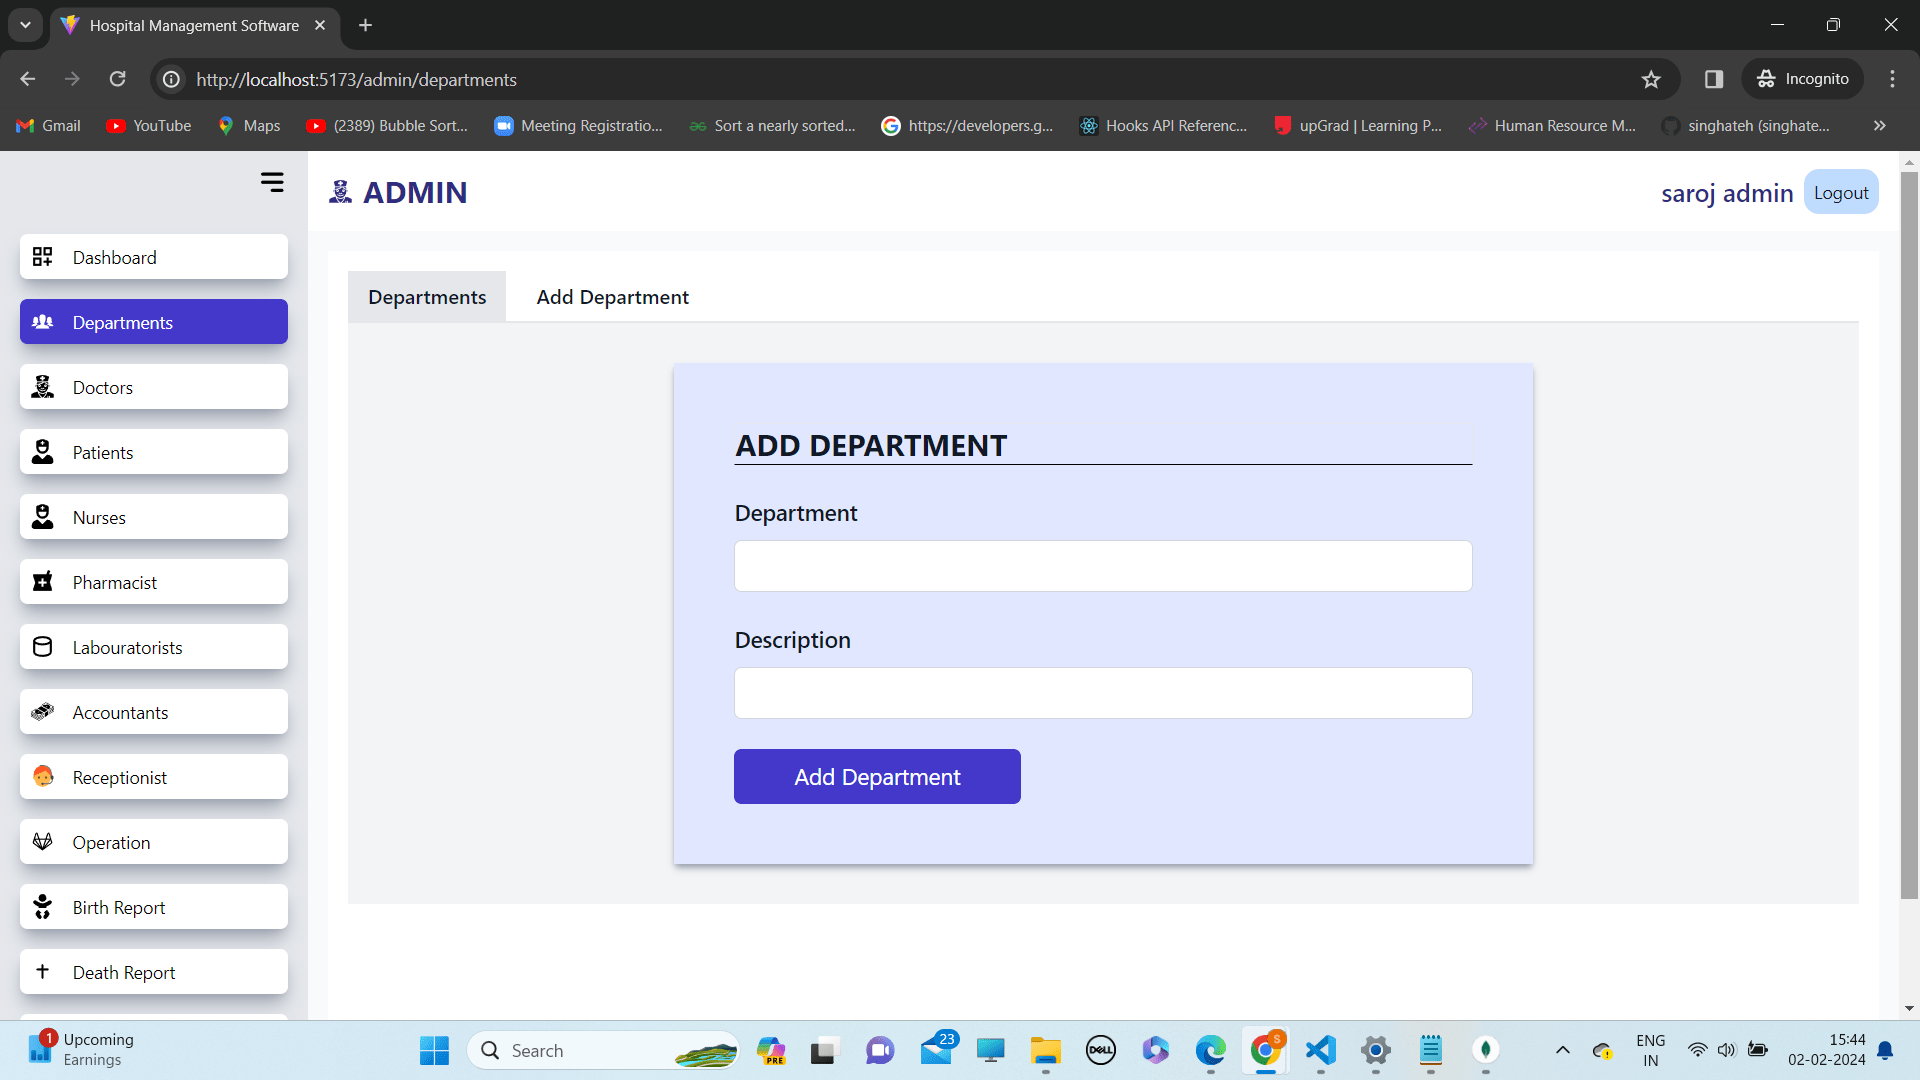 Hospital Management Software
http://localhost:5173/admin/departments
Incognito
Gmail
YouTube
Maps
(2389) Bubble Sort...
Meeting Registratio...
Sort a nearly sorted...
https://developers.g...
Hooks API Referenc...
upGrad | Learning P...
Human Resource M...
singhateh (singhate...
ADMIN
saroj admin
Logout
Dashboard
Departments
Doctors
Patients
Nurses
Pharmacist
Labouratorists
Accountants
Receptionist
Operation
Birth Report
Death Report
Departments
Add Department
ADD DEPARTMENT
Department
Description
Add Department
1
Upcoming
Earnings
Search
PRE
23
DELL
S
ENG
IN
15:44
02-02-2024